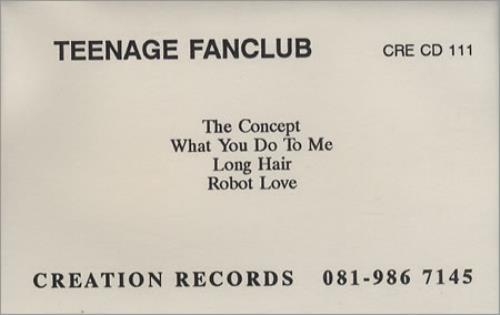 TEENAGE FANCLUB CRE CD 111
The Concept
What You Do To Me
Long Hair
Robot Love
CREATION RECORDS 081-986 7145